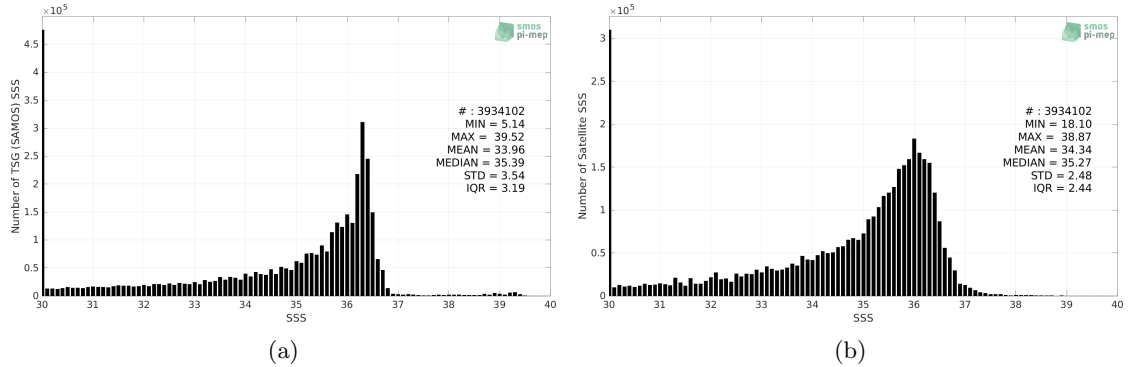 ×10⁵
smos
pi-mep
4.5
4
3.5
3
2.5
2
1.5
1
0.5
0
Number of TSG (SAMOS) SSS
# : 3934102
MIN = 5.14
MAX = 39.52
MEAN = 33.96
MEDIAN = 35.39
STD = 3.54
IQR = 3.19
30 31 32 33 34 35 36 37 38 39 40
SSS
(a)
×10⁵
smos
pi-mep
3
2.5
2
1.5
1
0.5
0
Number of Satellite SSS
# : 3934102
MIN = 18.10
MAX = 38.87
MEAN = 34.34
MEDIAN = 35.27
STD = 2.48
IQR = 2.44
30 31 32 33 34 35 36 37 38 39 40
SSS
(b)